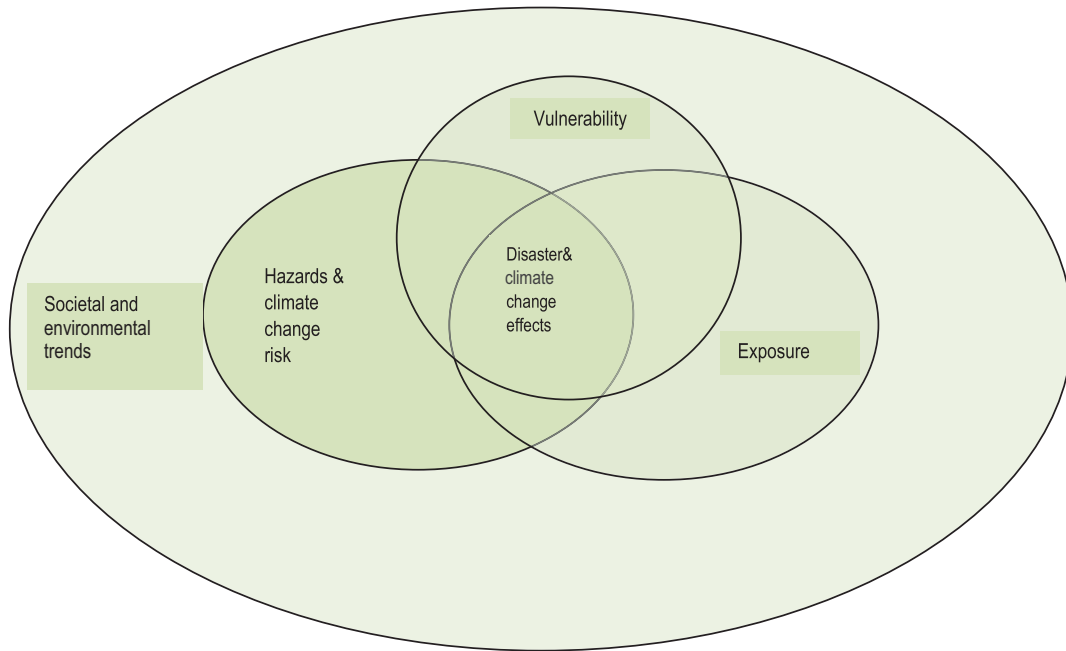 Vulnerability
Disaster&
climate
change
effects
Hazards &
climate
change
risk
Societal and
environmental
trends
Exposure